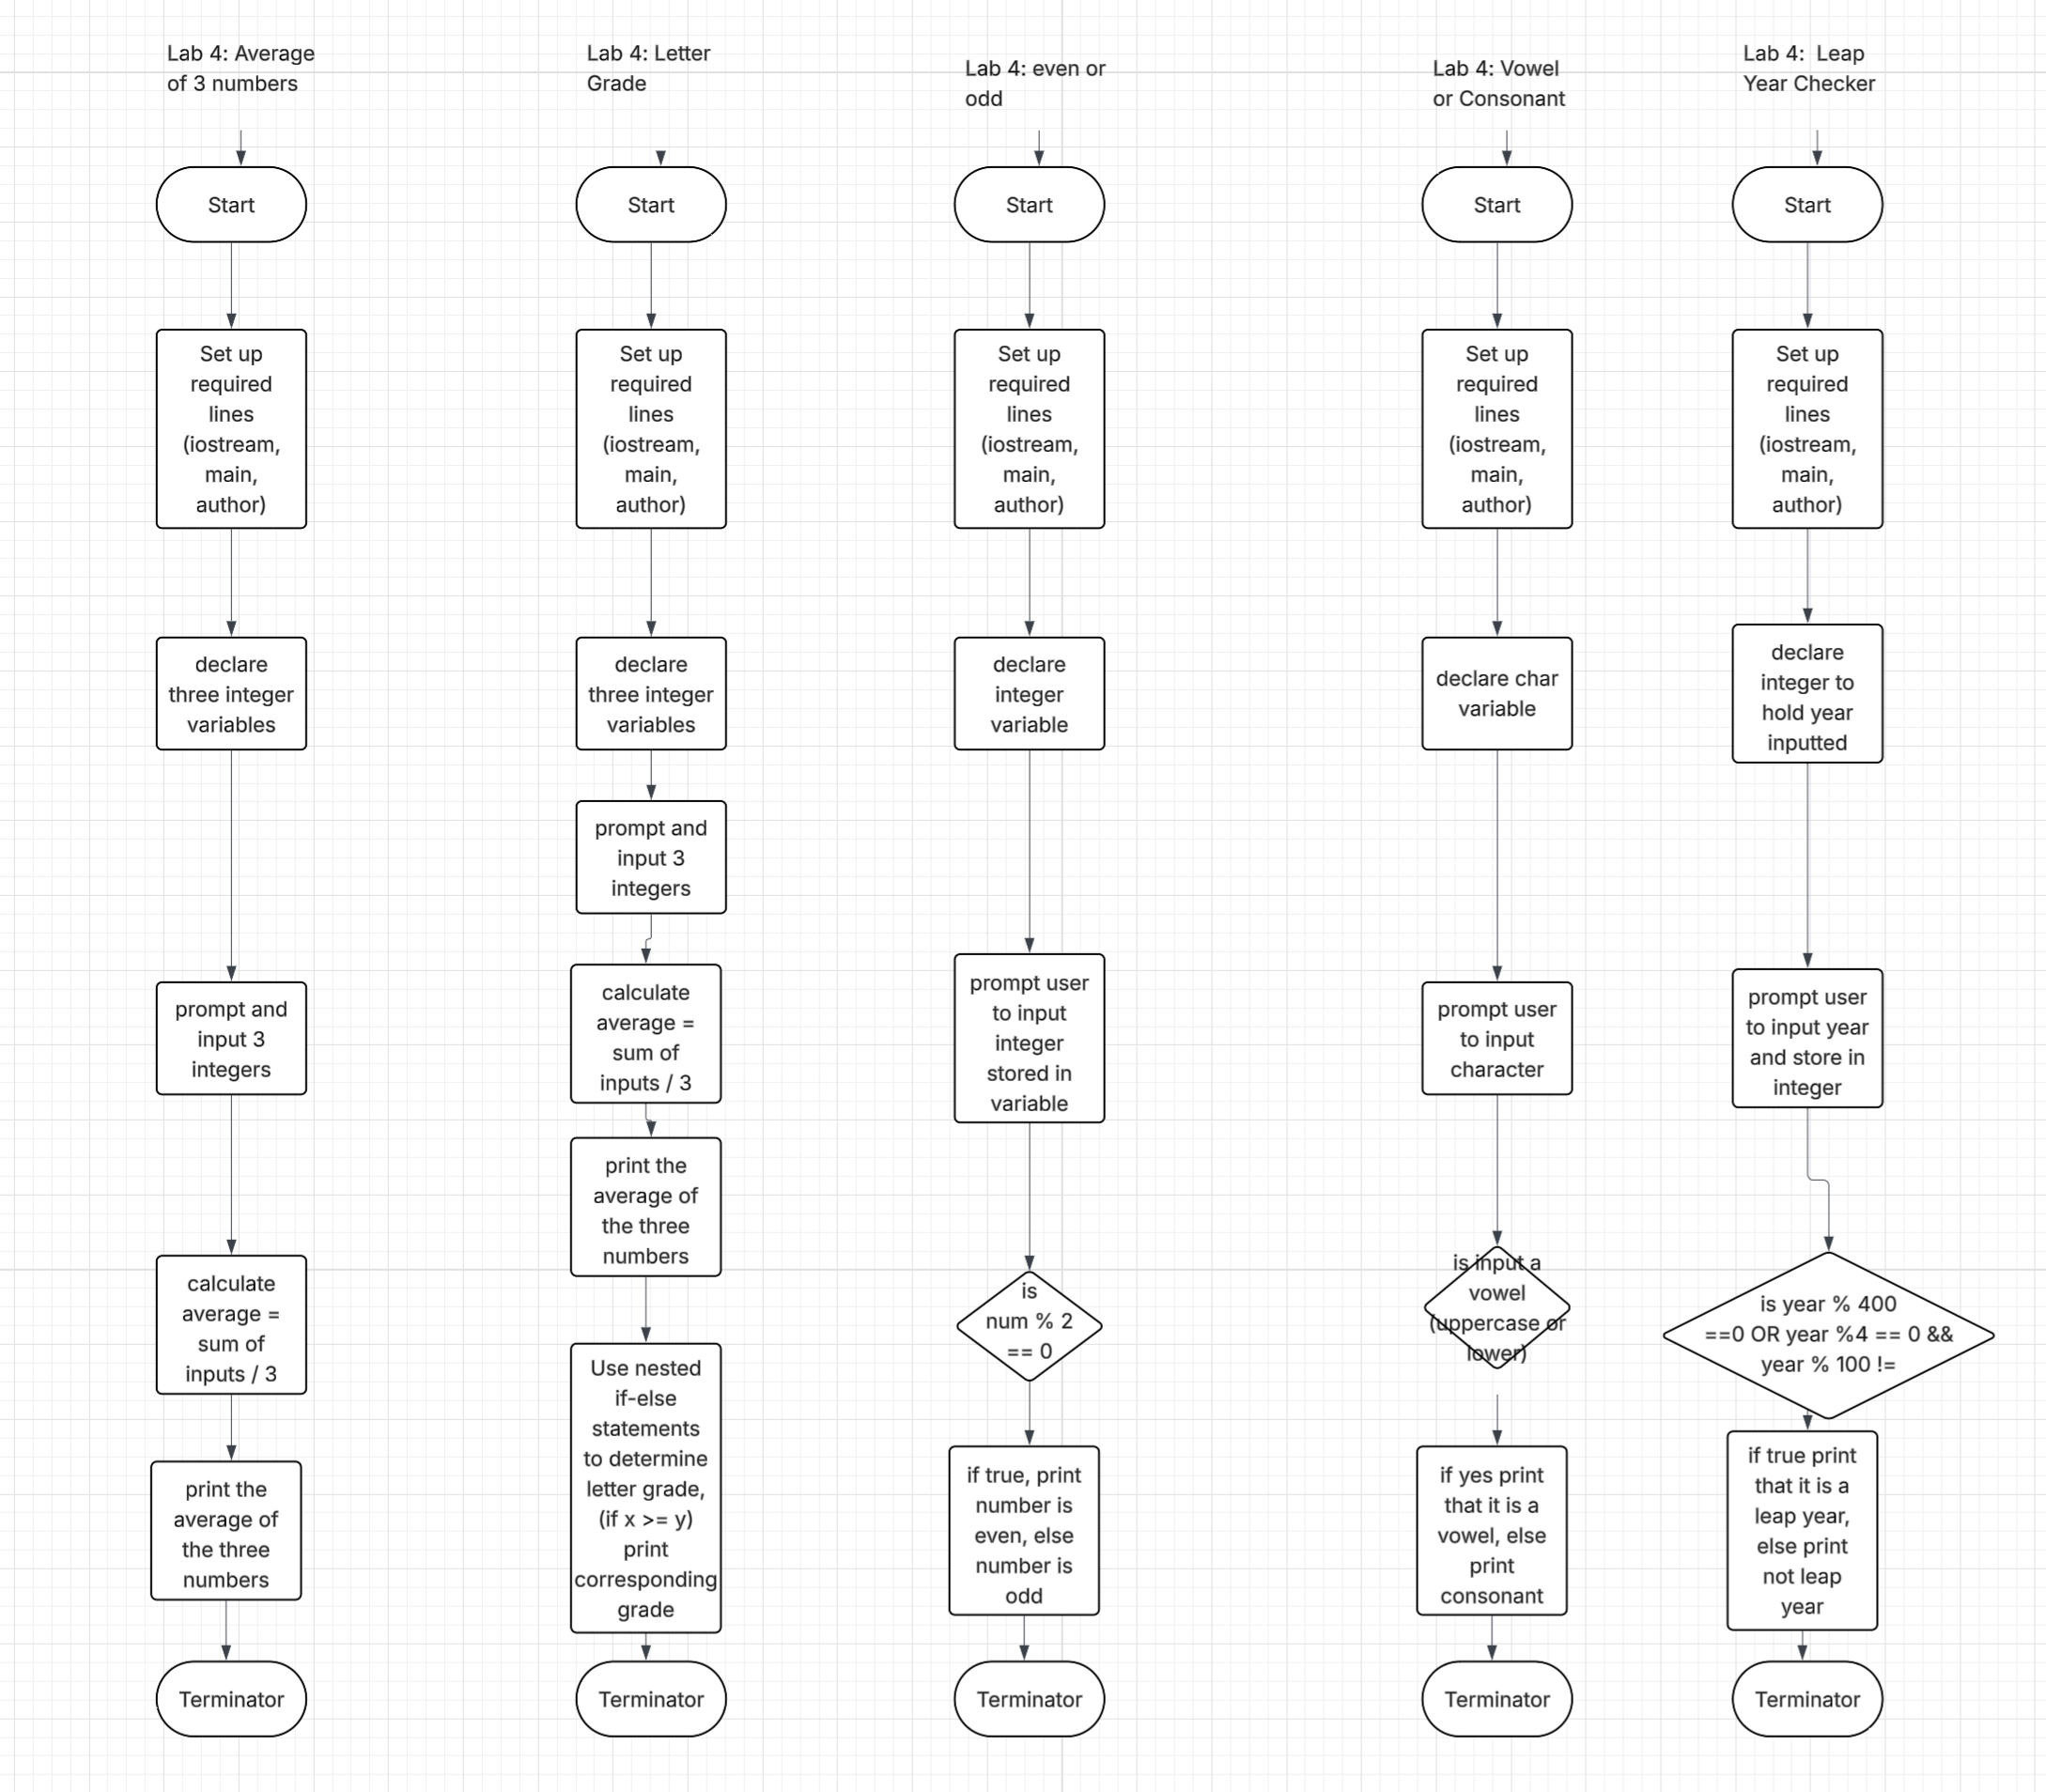 Lab 4: Average
of 3 numbers
Start
Set up
required
lines
(iostream,
main,
author)
declare
three integer
variables
prompt and
input 3
integers
calculate
average =
sum of
inputs / 3
print the
average of
the three
numbers
Terminator
Lab 4: Letter
Grade
Start
Set up
required
lines
(iostream,
main,
author)
declare
three integer
variables
prompt and
input 3
integers
calculate
average =
sum of
inputs / 3
print the
average of
the three
numbers
Use nested
if-else
statements
to determine
letter grade,
(if x >= y)
print
corresponding
grade
Terminator
Lab 4: even or
odd
Start
Set up
required
lines
(iostream,
main,
author)
declare
integer
variable
prompt user
to input
integer
stored in
variable
is
num % 2
== 0
if true, print
number is
even, else
number is
odd
Terminator
Lab 4: Vowel
or Consonant
Start
Set up
required
lines
(iostream,
main,
author)
declare char
variable
prompt user
to input
character
is input a
vowel
(uppercase or
lower)
if yes print
that it is a
vowel, else
print
consonant
Terminator
Lab 4:  Leap
Year Checker
Start
Set up
required
lines
(iostream,
main,
author)
declare
integer to
hold year
inputted
prompt user
to input year
and store in
integer
is year % 400
==0 OR year %4 == 0 &&
year % 100 !=
if true print
that it is a
leap year,
else print
not leap
year
Terminator